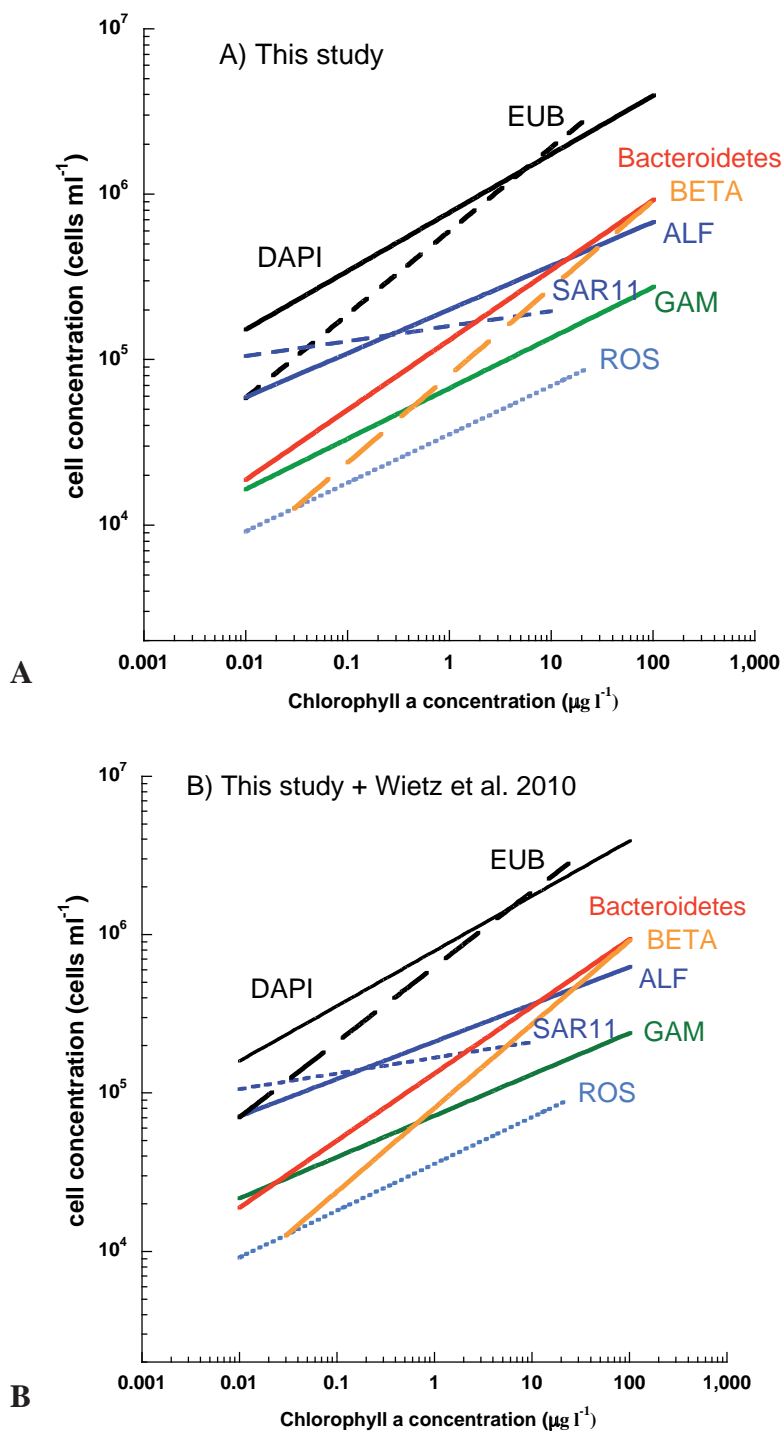 10⁷
A) This study
EUB
Bacteroidetes
BETA
10⁶
ALF
DAPI
SAR11
GAM
10⁵
ROS
10⁴
cell concentration (cells ml⁻¹)
0.001 0.01 0.1 1 10 100 1,000
A
Chlorophyll a concentration (µg l⁻¹)
10⁷
B) This study + Wietz et al. 2010
EUB
Bacteroidetes
10⁶
BETA
ALF
DAPI
SAR11
GAM
10⁵
ROS
10⁴
cell concentration (cells ml⁻¹)
0.001 0.01 0.1 1 10 100 1,000
B
Chlorophyll a concentration (µg l⁻¹)